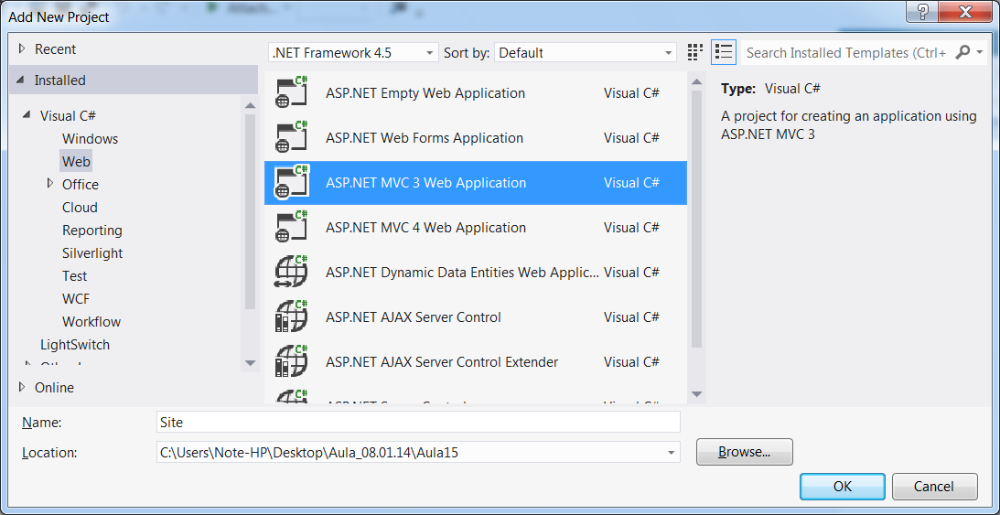 Add New Project
Recent
Installed
Visual C#
Windows
Web
Office
Cloud
Reporting
Silverlight
Test
WCF
Workflow
LightSwitch
Online
.NET Framework 4.5 Sort by: Default
Search Installed Templates (Ctrl+
ASP.NET Empty Web Application Visual C#
ASP.NET Web Forms Application Visual C#
ASP.NET MVC 3 Web Application Visual C#
ASP.NET MVC 4 Web Application Visual C#
ASP.NET Dynamic Data Entities Web Applic... Visual C#
ASP.NET AJAX Server Control Visual C#
ASP.NET AJAX Server Control Extender Visual C#
Type: Visual C#
A project for creating an application using
ASP.NET MVC 3
Name: Site
Location: C:\Users\Note-HP\Desktop\Aula_08.01.14\Aula15
Browse...
OK Cancel